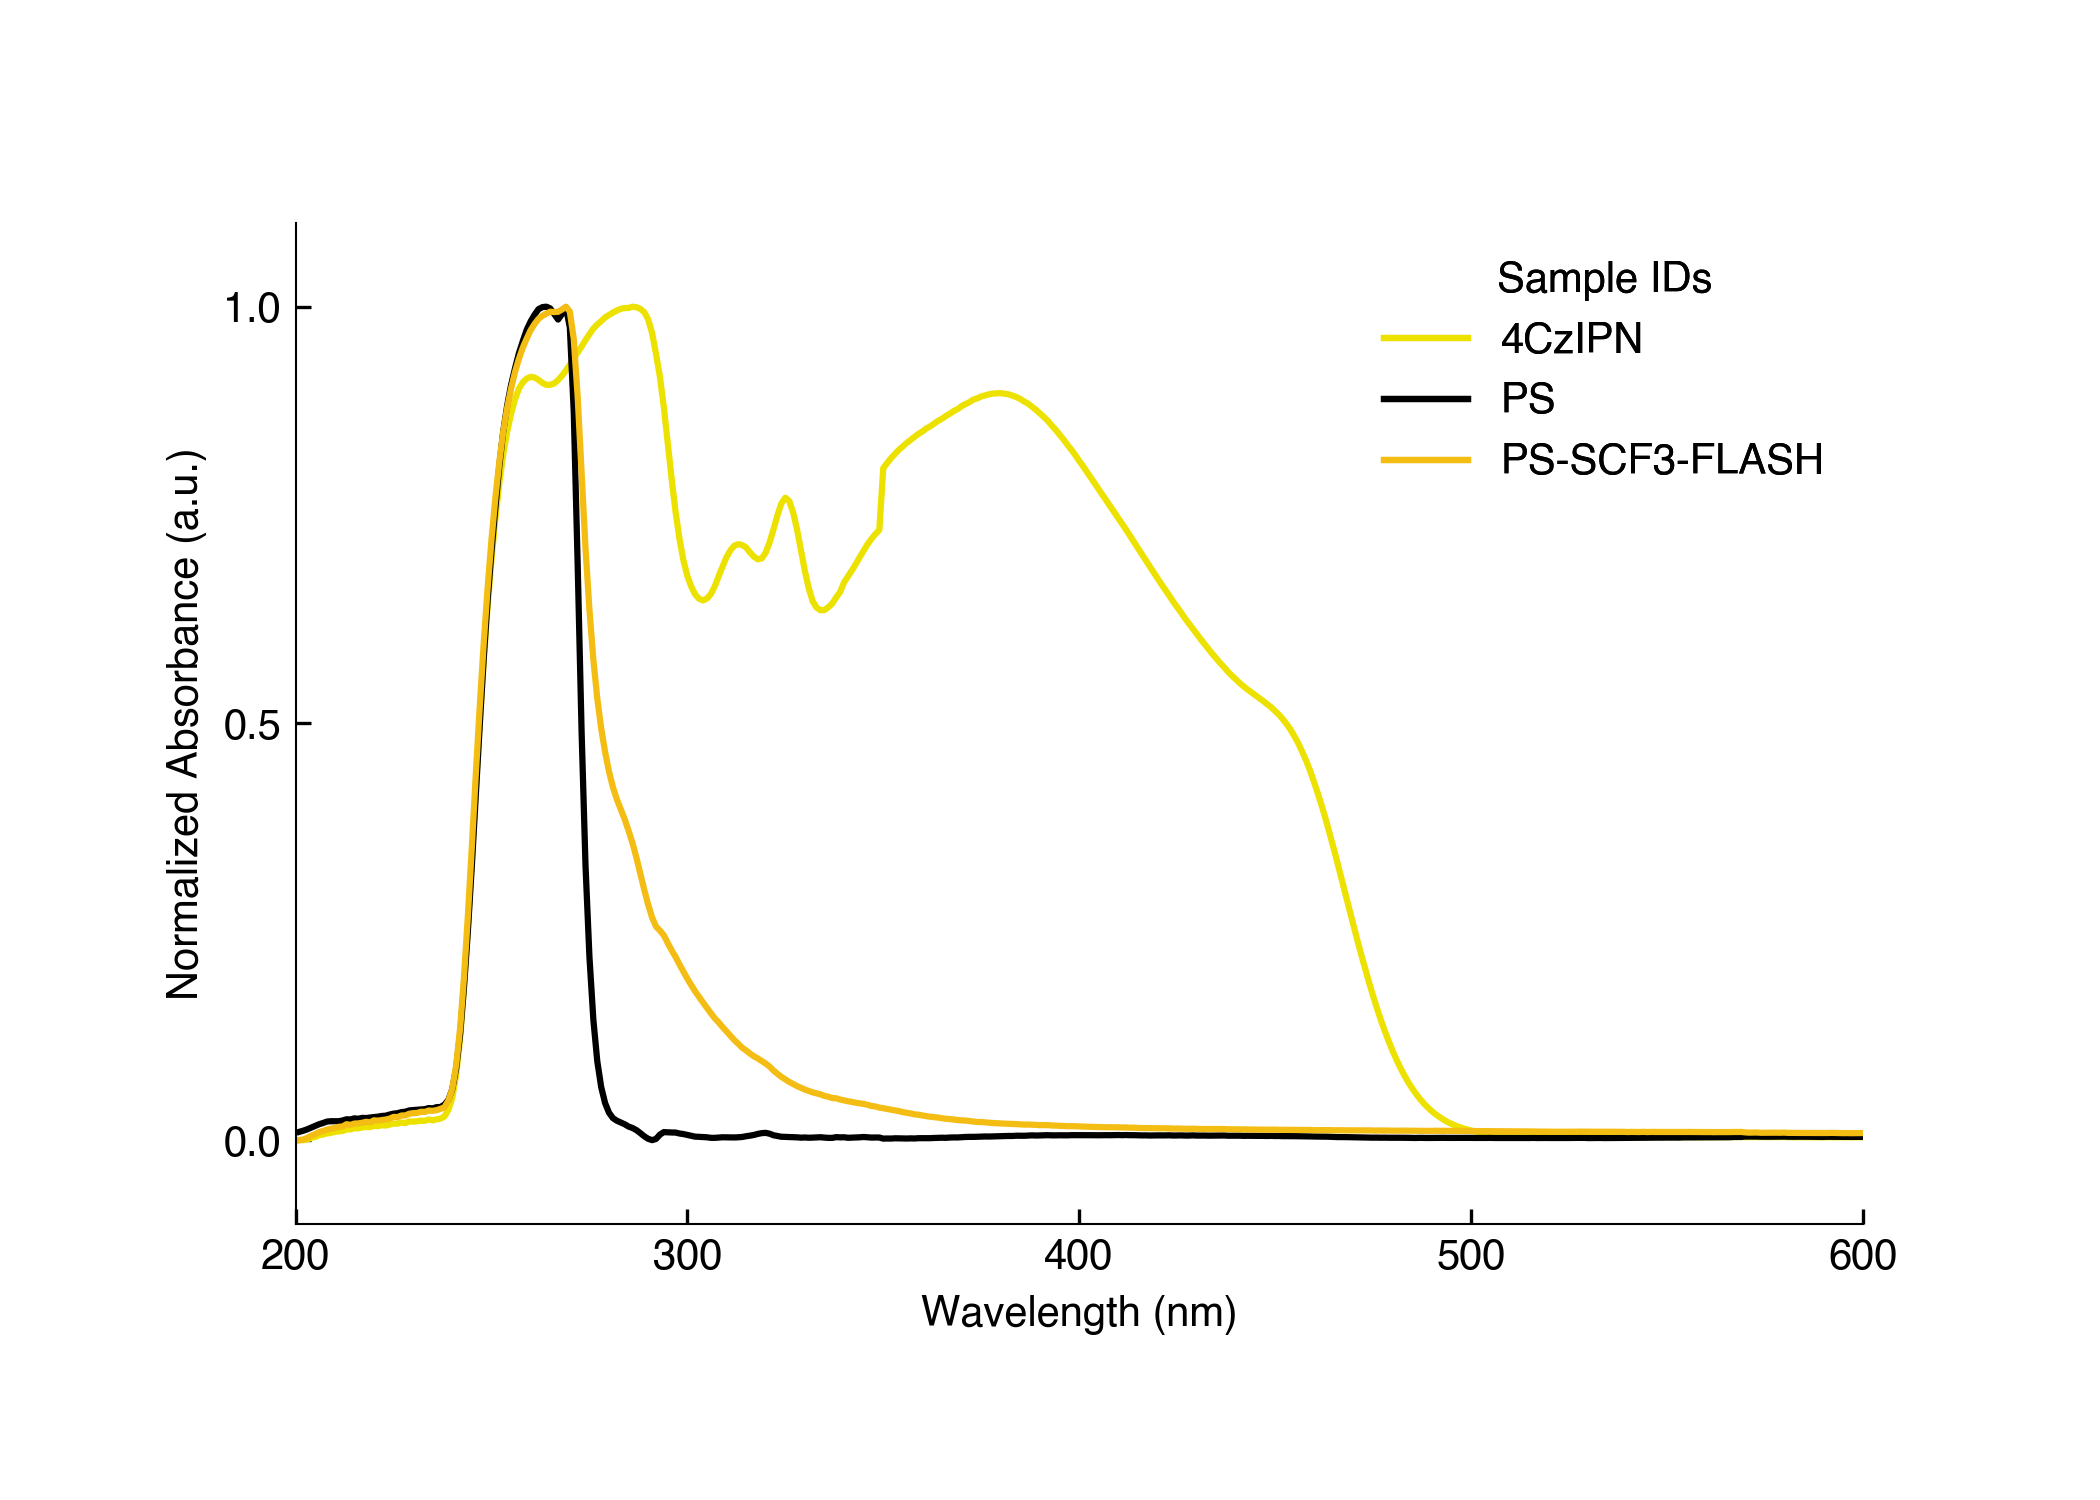 Sample IDs
4CzIPN
PS
PS-SCF3-FLASH
Normalized Absorbance (a.u.)
1.0
0.5
0.0
200 300 400 500 600
Wavelength (nm)